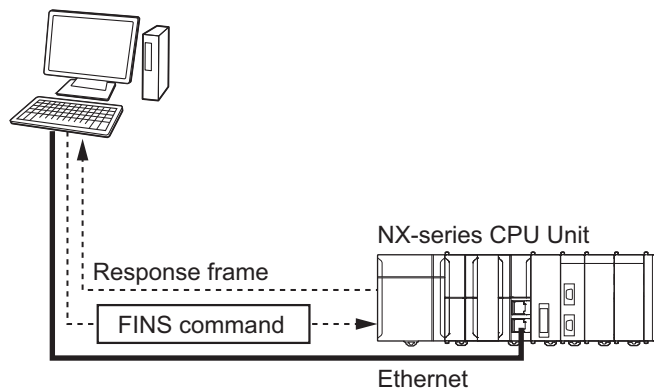 NX-series CPU Unit
Response frame
FINS command
Ethernet